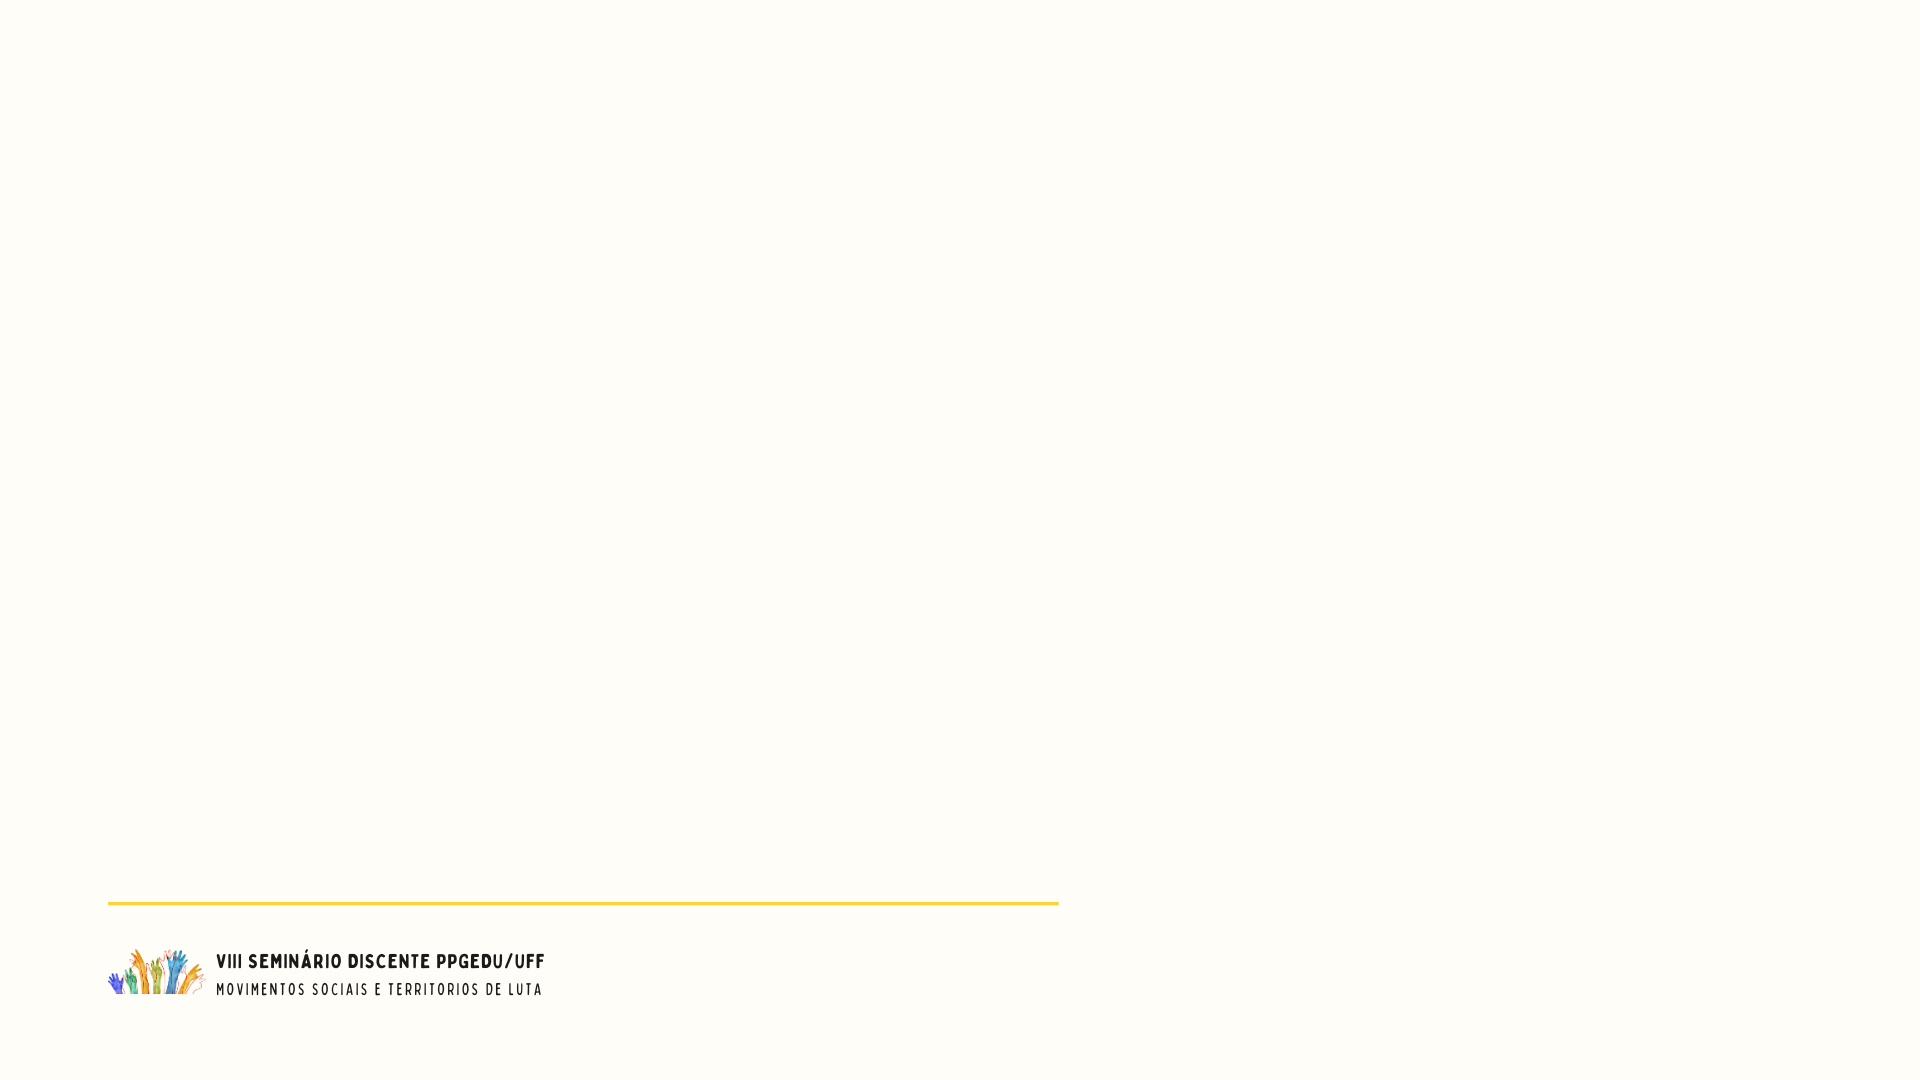 VIII SEMINÁRIO DISCENTE PPGEDU/UFF
MOVIMENTOS SOCIAIS E TERRITORIOS DE LUTA